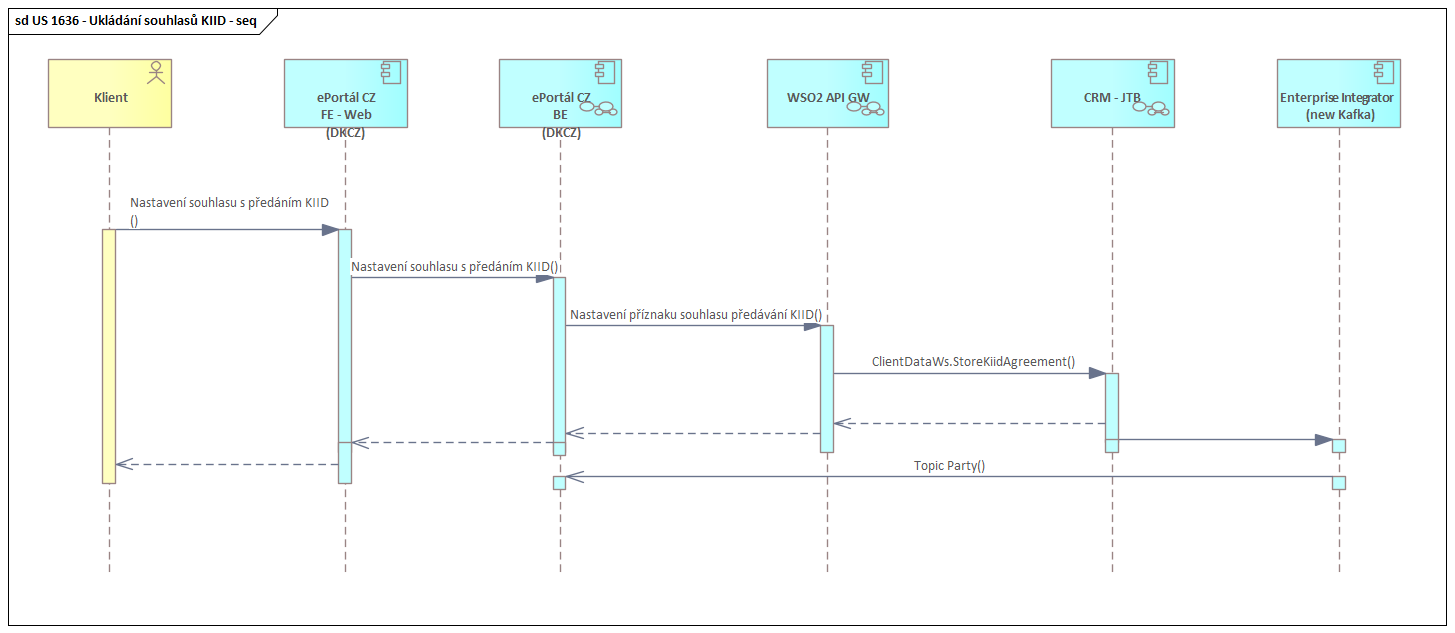 sd US 1636 - Ukládání souhlasů KIID - seq
Klient
ePortál CZ
FE - Web
(DKCZ)
ePortál CZ
BE
(DKCZ)
WSO2 API GW
CRM - JTB
Enterprise Integrator
(new Kafka)
Nastavení souhlasu s předáním KIID
()
Nastavení souhlasu s předáním KIID()
Nastavení příznaku souhlasu předávání KIID()
ClientDataWs.StoreKiidAgreement()
Topic Party()